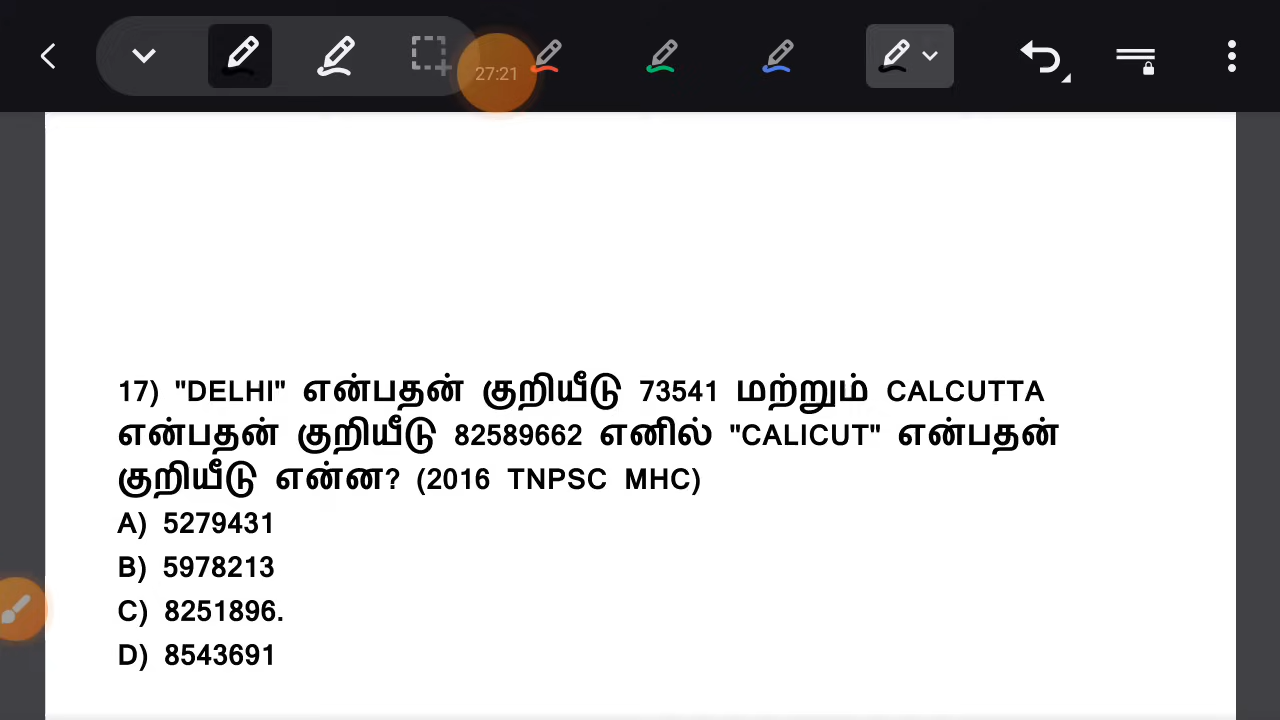 27:21
17) "DELHI" என்பதன் குறியீடு 73541 மற்றும் CALCUTTA
என்பதன் குறியீடு 82589662 எனில் "CALICUT" என்பதன்
குறியீடு என்ன? (2016 TNPSC MHC)
A) 5279431
B) 5978213
C) 8251896.
D) 8543691